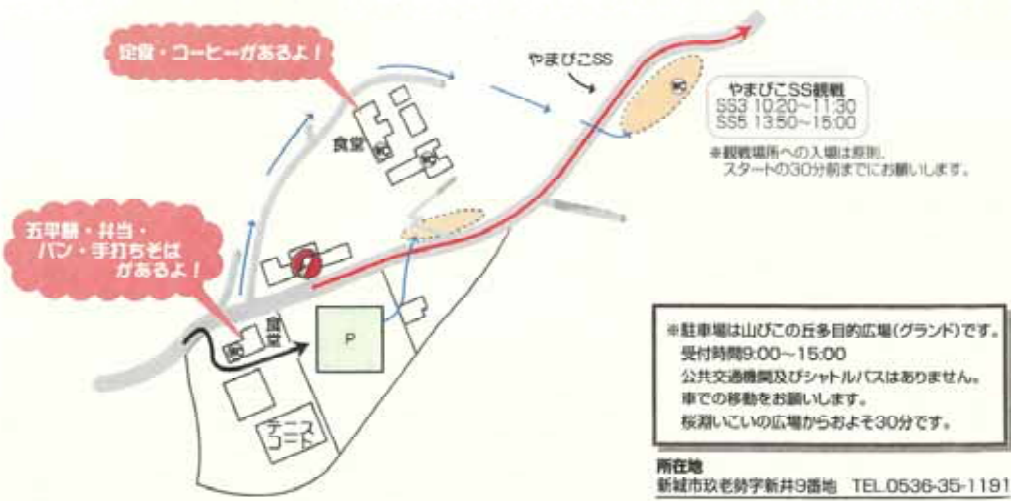 定食・コーヒーがあるよ！
やまびこSS
やまびこSS観戦
SS3 10:20〜11:30
SS5 13:50〜15:00
※観戦場所への入場は原則、
スタートの30分前までにお願いします。
食堂
WC
WC
WC
五平餅・弁当・
パン・手打ちそば
があるよ！
食堂
WC
P
テニス
コート
※駐車場は山びこの丘多目的広場(グランド)です。
受付時間9:00〜15:00
公共交通機関及びシャトルバスはありません。
車での移動をお願いします。
桜淵いこいの広場からおよそ30分です。
所在地
新城市玖老勢字新井9番地 TEL.0536-35-1191